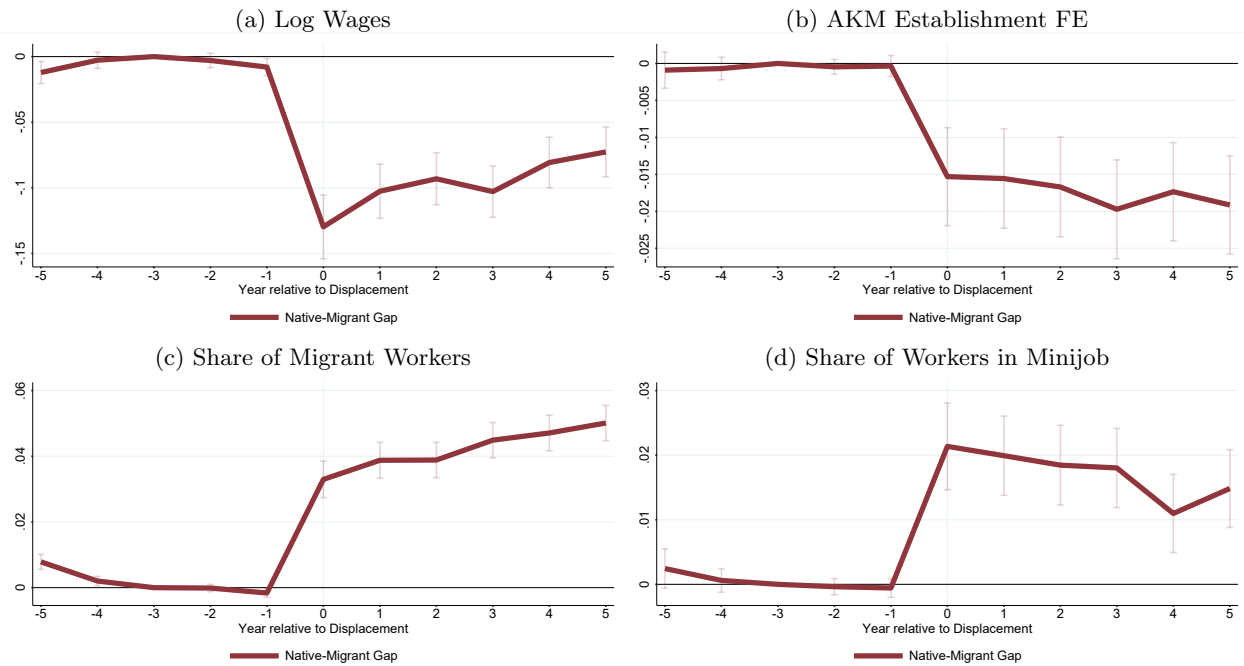 (a) Log Wages
0
-.05
-.1
-.15
-5 -4 -3 -2 -1 0 1 2 3 4 5
Year relative to Displacement
Native-Migrant Gap
(b) AKM Establishment FE
0
-.005
-.01
-.015
-.02
-.025
-5 -4 -3 -2 -1 0 1 2 3 4 5
Year relative to Displacement
Native-Migrant Gap
(c) Share of Migrant Workers
.06
.04
.02
0
-5 -4 -3 -2 -1 0 1 2 3 4 5
Year relative to Displacement
Native-Migrant Gap
(d) Share of Workers in Minijob
.03
.02
.01
0
-5 -4 -3 -2 -1 0 1 2 3 4 5
Year relative to Displacement
Native-Migrant Gap